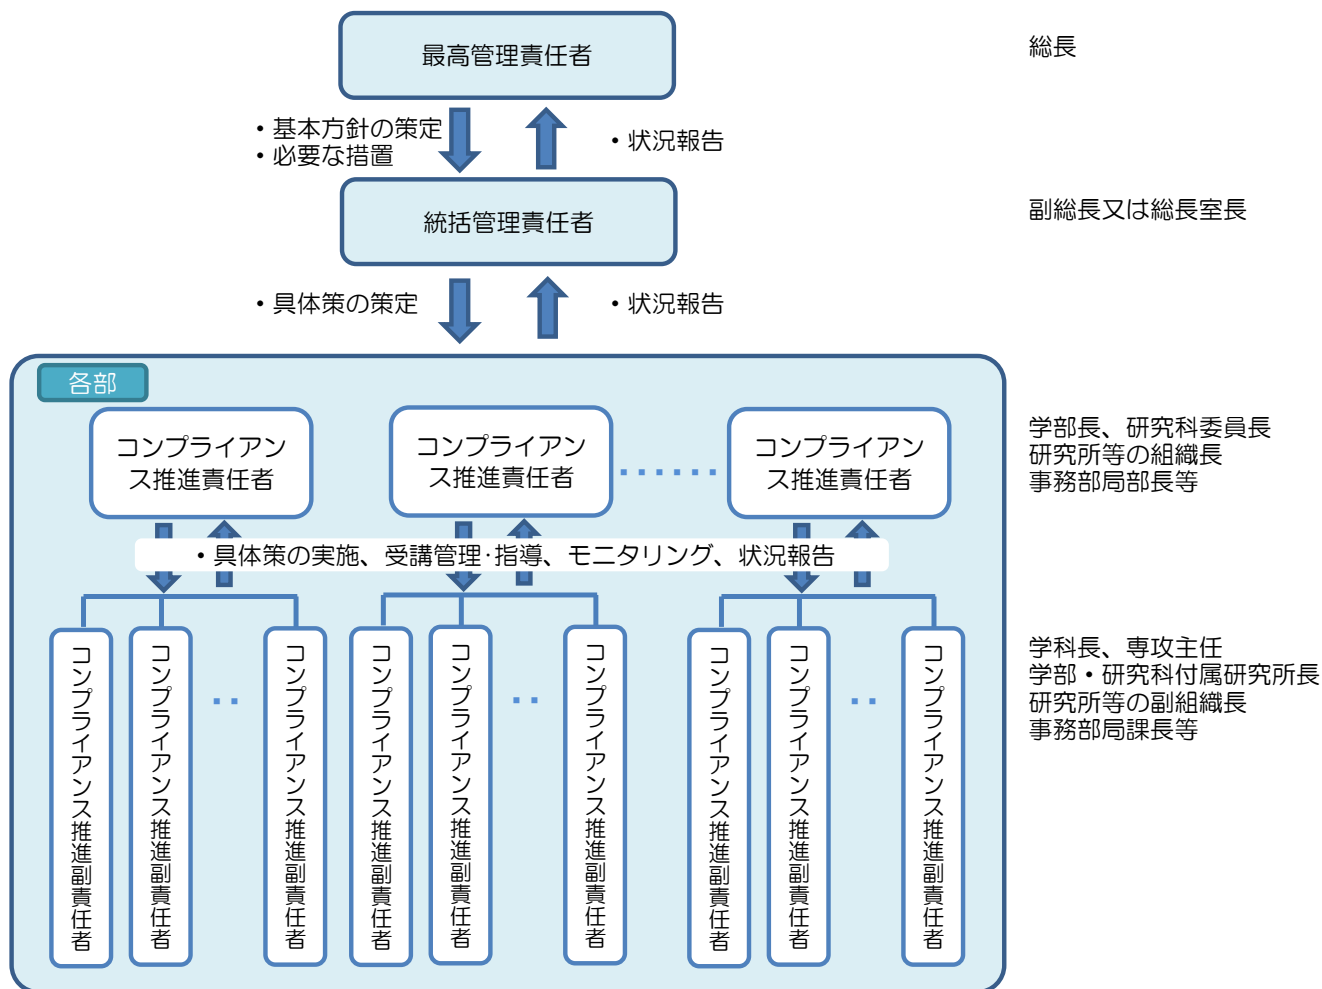 最高管理責任者
総長
・基本方針の策定
・必要な措置
・状況報告
統括管理責任者
副総長又は総長室長
・具体策の策定
・状況報告
各部
コンプライアン
ス推進責任者
コンプライアン
ス推進責任者
コンプライアン
ス推進責任者
学部長、研究科委員長
研究所等の組織長
事務部局部長等
・具体策の実施、受講管理・指導、モニタリング、状況報告
コンプライアンス推進副責任者
コンプライアンス推進副責任者
コンプライアンス推進副責任者
コンプライアンス推進副責任者
コンプライアンス推進副責任者
コンプライアンス推進副責任者
コンプライアンス推進副責任者
コンプライアンス推進副責任者
コンプライアンス推進副責任者
学科長、専攻主任
学部・研究科付属研究所長
研究所等の副組織長
事務部局課長等